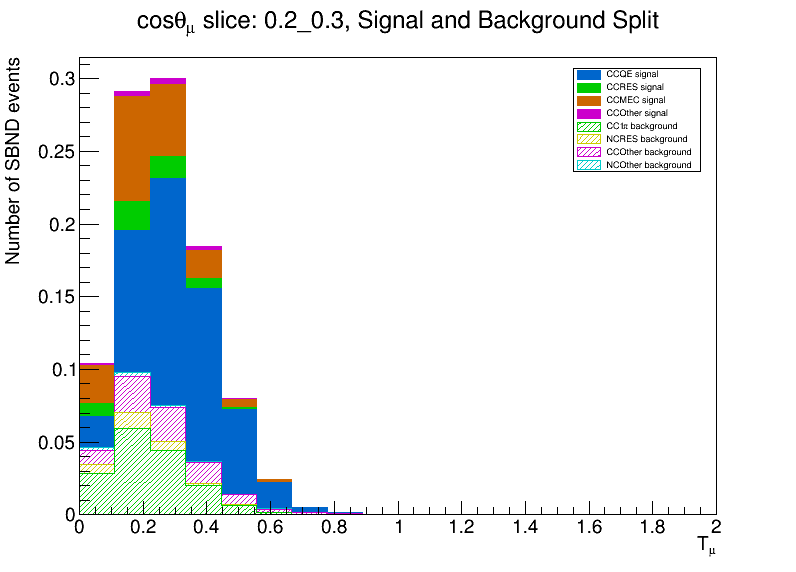 cosθμ slice: 0.2_0.3, Signal and Background Split
Number of SBND events
0.3
0.25
0.2
0.15
0.1
0.05
0
CCQE signal
CCRES signal
CCMEC signal
CCOther signal
CC1π background
NCRES background
CCOther background
NCOther background
0 0.2 0.4 0.6 0.8 1 1.2 1.4 1.6 1.8 2
Tμ